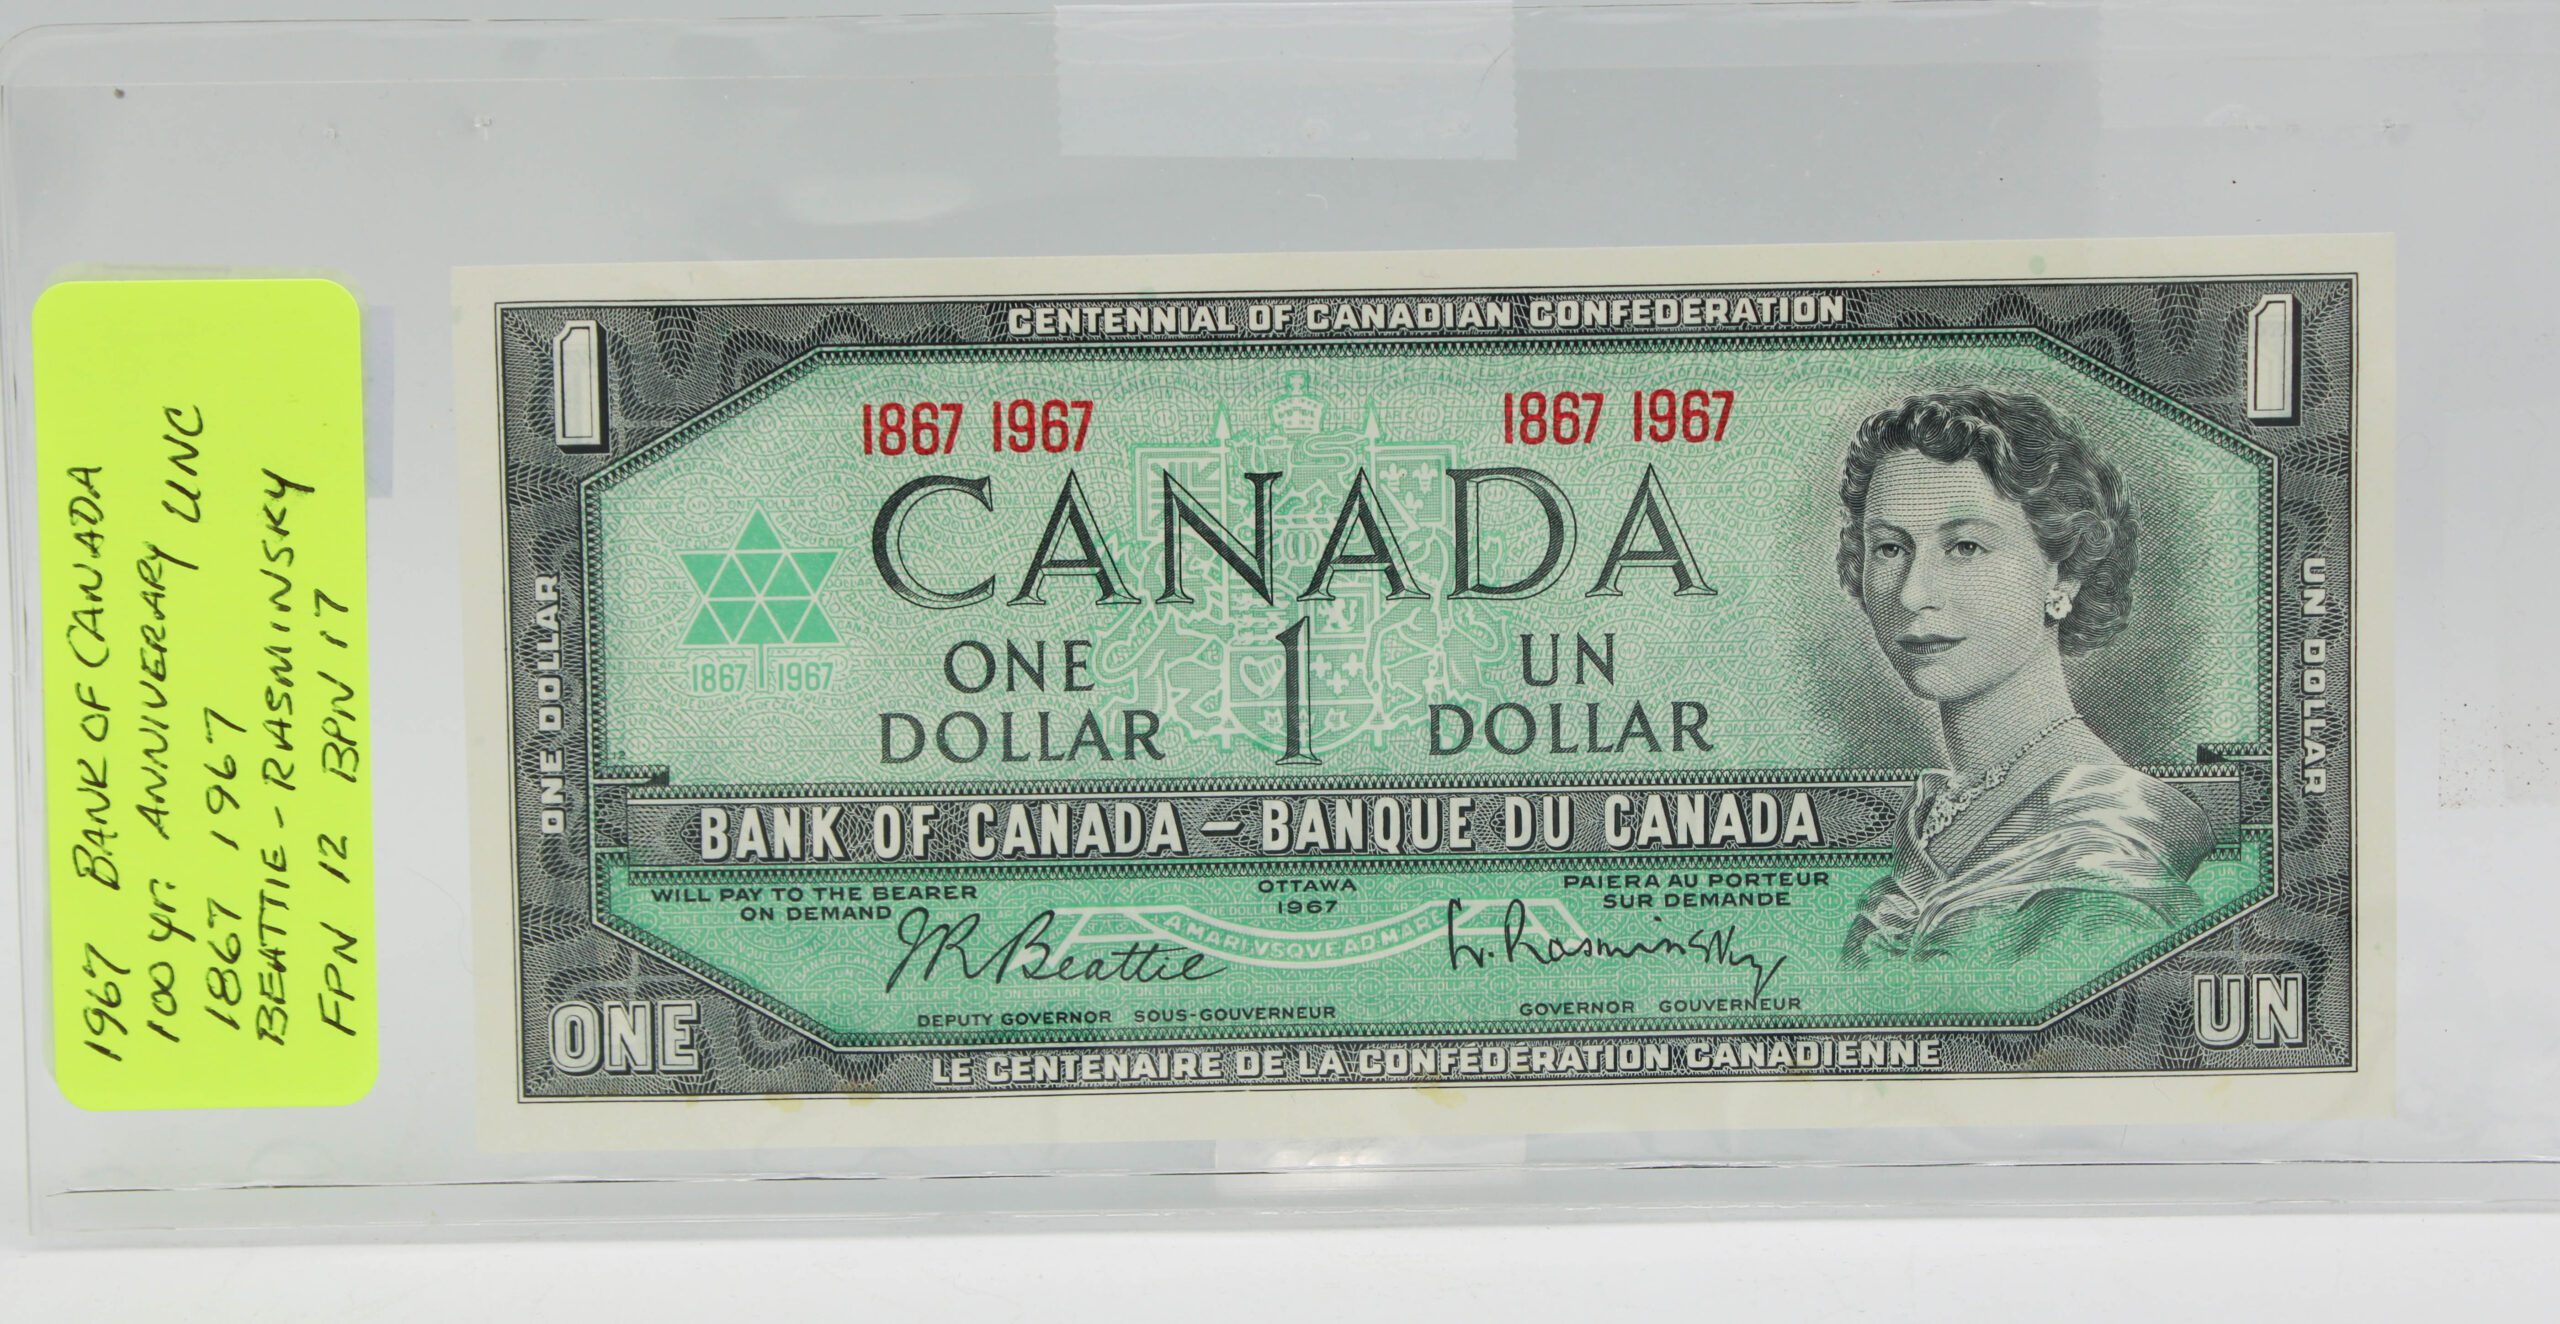 1967 BANK OF CANADA
100 yr. ANNIVERARY UNC
1867 1967
BEATTIE - RASMINSKY
FPN 12 BPN 17
CENTENNIAL OF CANADIAN CONFEDERATION
1 1
1867 1967 1867 1967
CANADA
1867 1967
ONE DOLLAR
ONE 1 UN
DOLLAR DOLLAR
UN DOLLAR
BANK OF CANADA – BANQUE DU CANADA
WILL PAY TO THE BEARER OTTAWA PAIERA AU PORTEUR
ON DEMAND 1967 SUR DEMANDE
A MARI VSQVE AD MARE
JR Beattie L. Rasminsky
DEPUTY GOVERNOR SOUS-GOUVERNEUR GOVERNOR GOUVERNEUR
ONE UN
LE CENTENAIRE DE LA CONFÉDÉRATION CANADIENNE